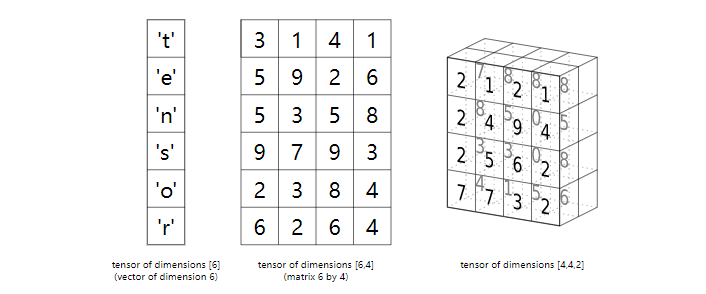 't'
'e'
'n'
's'
'o'
'r'
tensor of dimensions [6]
(vector of dimension 6)
3 1 4 1
5 9 2 6
5 3 5 8
9 7 9 3
2 3 8 4
6 2 6 4
tensor of dimensions [6,4]
(matrix 6 by 4)
2 7 1 8 2 8 1 8
2 8 4 5 9 0 4 5
2 3 5 3 6 0 2 8
7 4 7 1 3 5 2 6
tensor of dimensions [4,4,2]